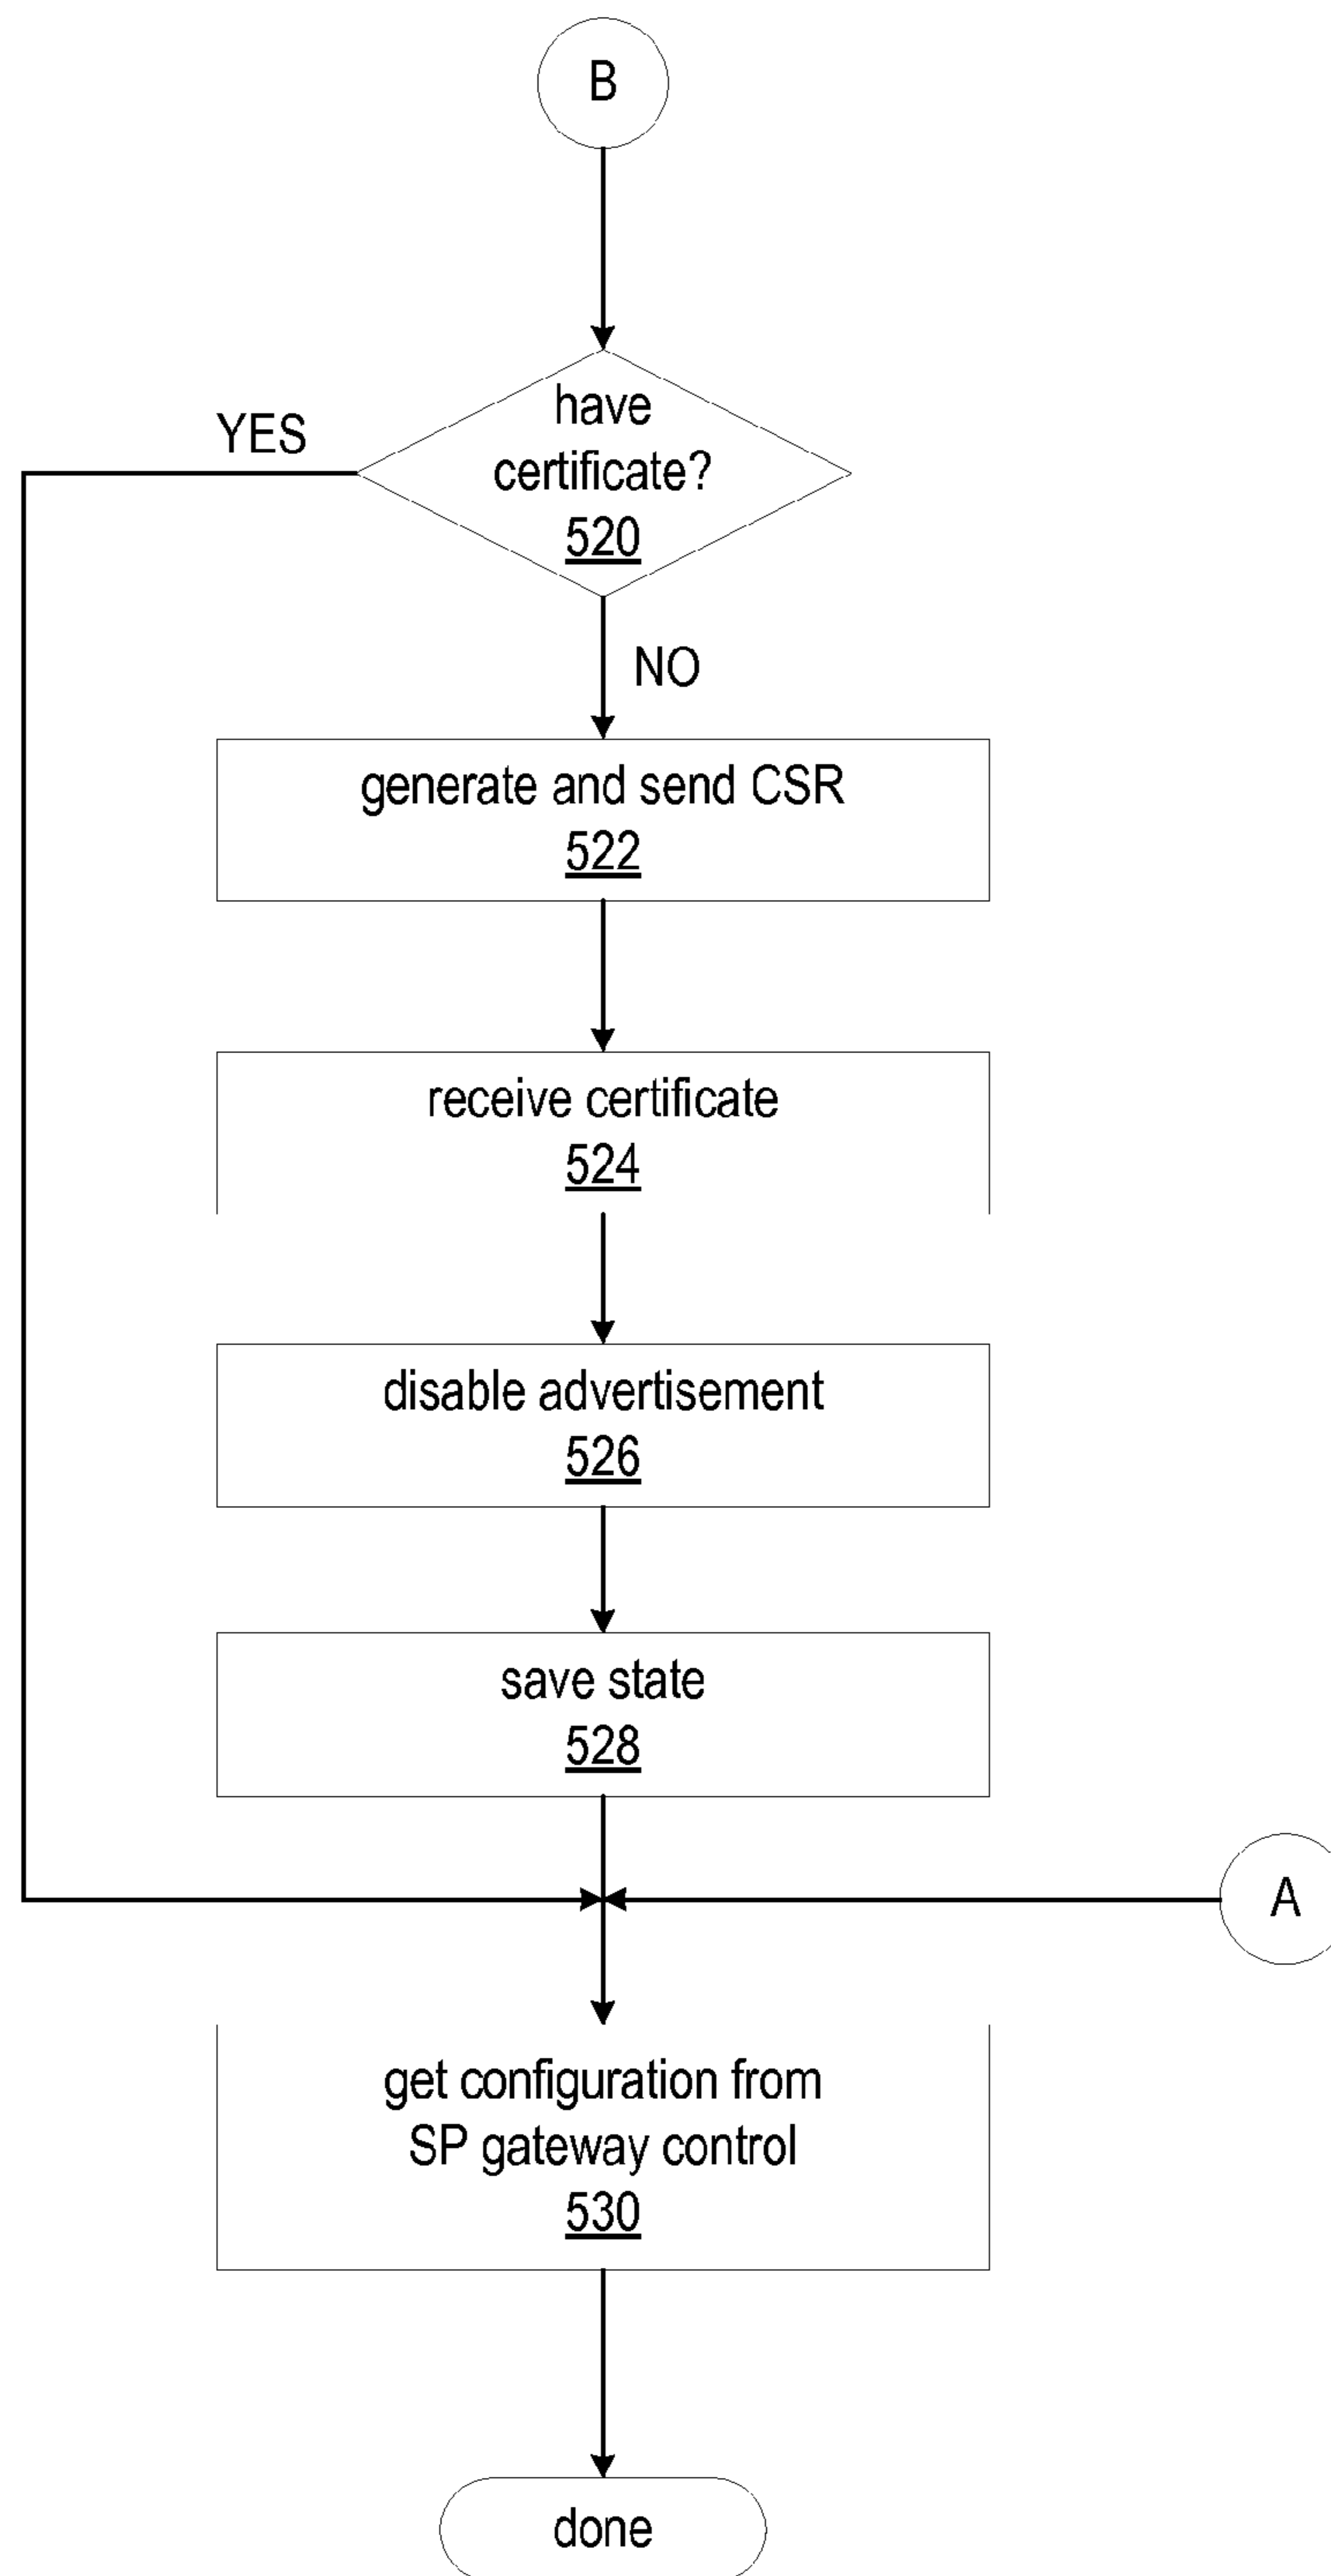 B
have
certificate?
520
YES
NO
generate and send CSR
522
receive certificate
524
disable advertisement
526
save state
528
A
get configuration from
SP gateway control
530
done